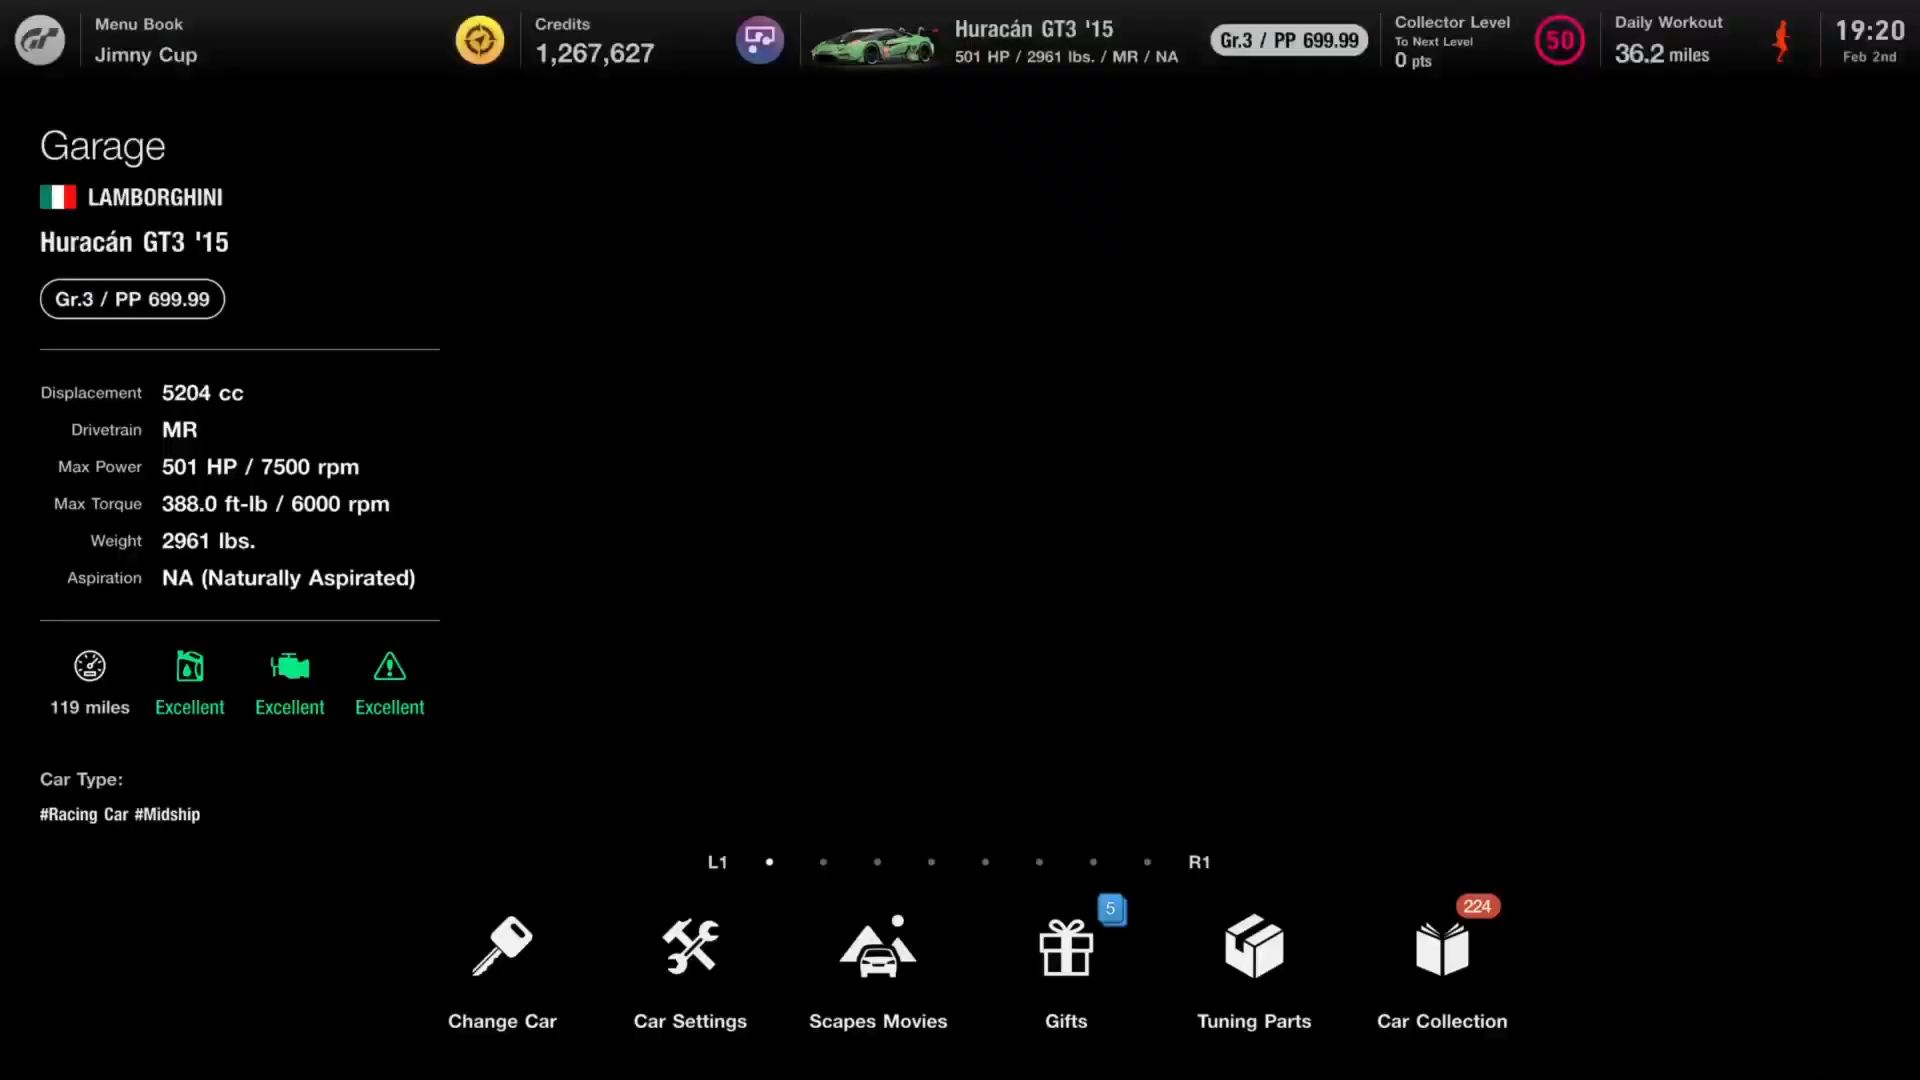 Menu Book
Jimny Cup
Credits
1,267,627
Huracán GT3 '15
501 HP / 2961 lbs. / MR / NA
Gr.3 / PP 699.99
Collector Level
To Next Level
0 pts
50
Daily Workout
36.2 miles
19:20
Feb 2nd
Garage
LAMBORGHINI
Huracán GT3 '15
Gr.3 / PP 699.99
Displacement 5204 cc
Drivetrain MR
Max Power 501 HP / 7500 rpm
Max Torque 388.0 ft-lb / 6000 rpm
Weight 2961 lbs.
Aspiration NA (Naturally Aspirated)
119 miles Excellent Excellent Excellent
Car Type:
#Racing Car #Midship
L1 R1
5 224
Change Car Car Settings Scapes Movies Gifts Tuning Parts Car Collection